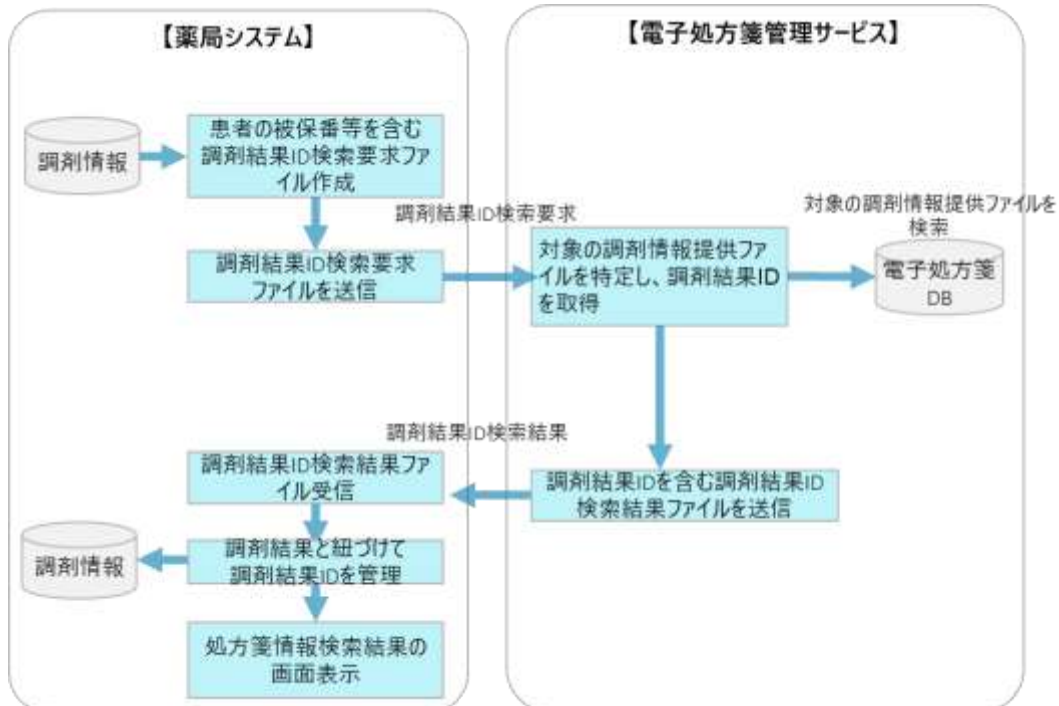 【薬局システム】
【電子処方箋管理サービス】
調剤情報
患者の被保番等を含む
調剤結果ID検索要求ファ
イル作成
調剤結果ID検索要求
対象の調剤情報提供ファイルを
検索
調剤結果ID検索要求
ファイルを送信
対象の調剤情報提供ファ
イルを特定し、調剤結果ID
を取得
電子処方箋
DB
調剤結果ID検索結果
調剤結果ID検索結果ファ
イル受信
調剤結果IDを含む調剤結果ID
検索結果ファイルを送信
調剤情報
調剤結果と紐づけて
調剤結果IDを管理
処方箋情報検索結果の
画面表示